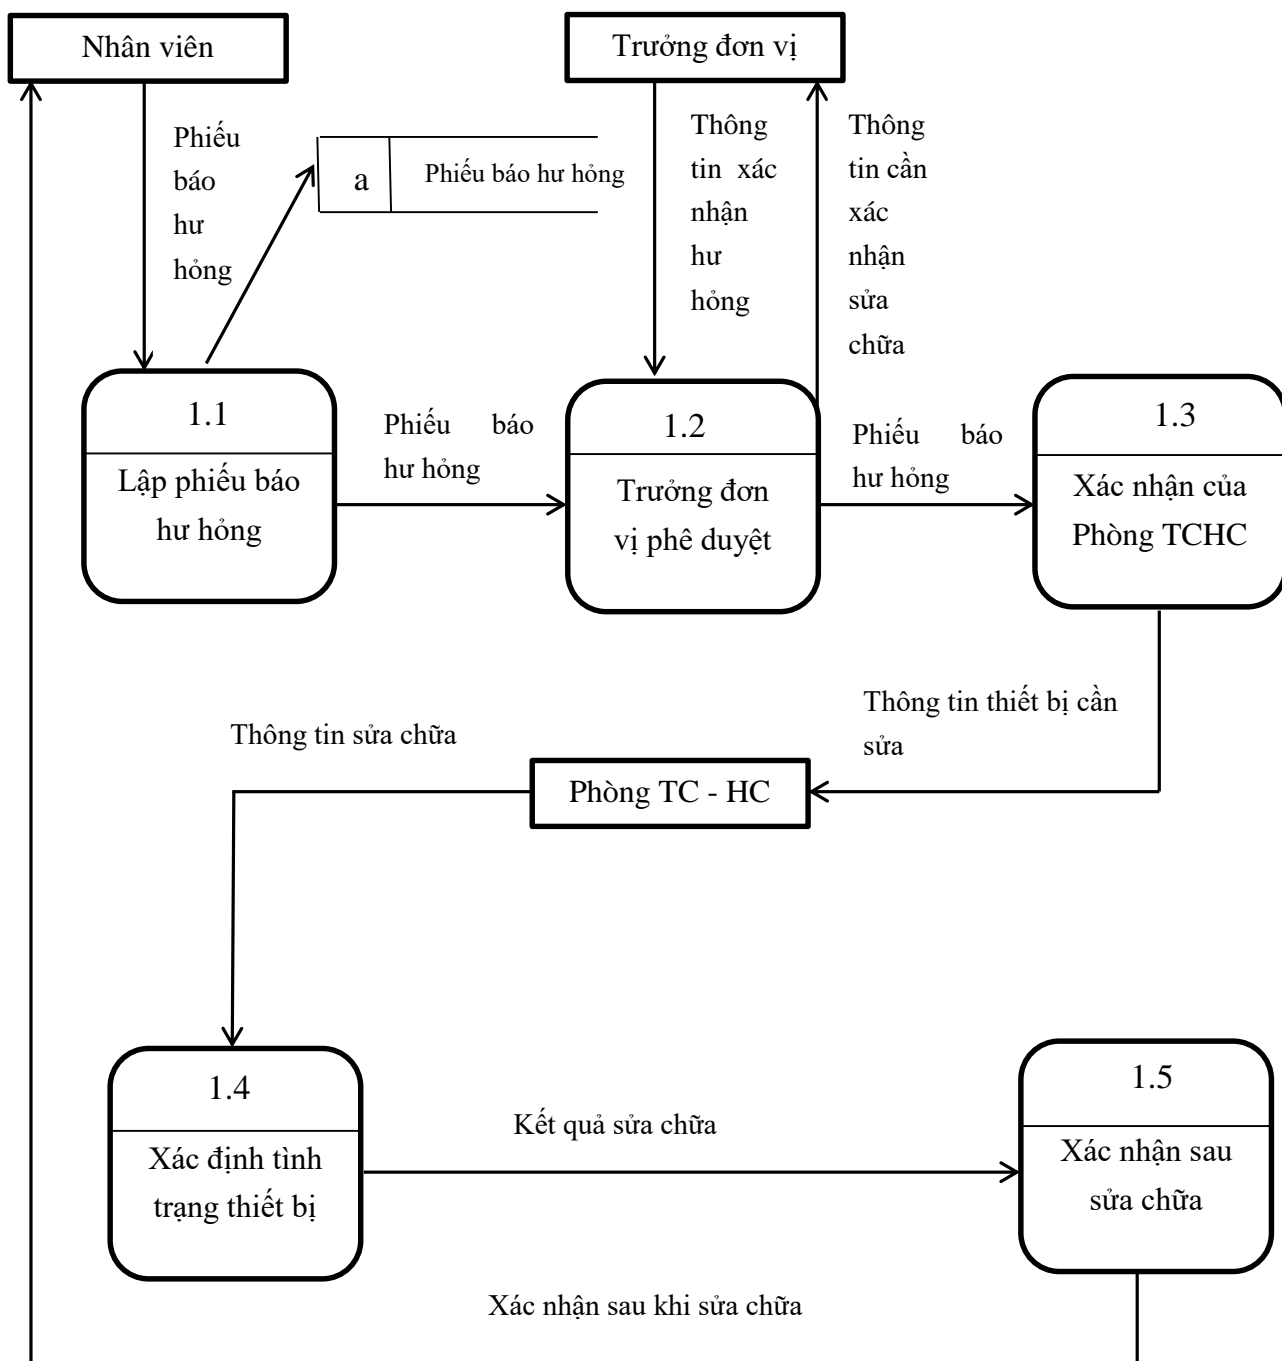 Nhân viên
Trưởng đơn vị
Phiếu
báo
hư
hỏng
a
Phiếu báo hư hỏng
Thông
tin xác
nhận
hư
hỏng
Thông
tin cần
xác
nhận
sửa
chữa
1.1
Lập phiếu báo
hư hỏng
Phiếu báo
hư hỏng
1.2
Trưởng đơn
vị phê duyệt
Phiếu báo
hư hỏng
1.3
Xác nhận của
Phòng TCHC
Thông tin thiết bị cần
sửa
Thông tin sửa chữa
Phòng TC - HC
1.4
Xác định tình
trạng thiết bị
Kết quả sửa chữa
1.5
Xác nhận sau
sửa chữa
Xác nhận sau khi sửa chữa